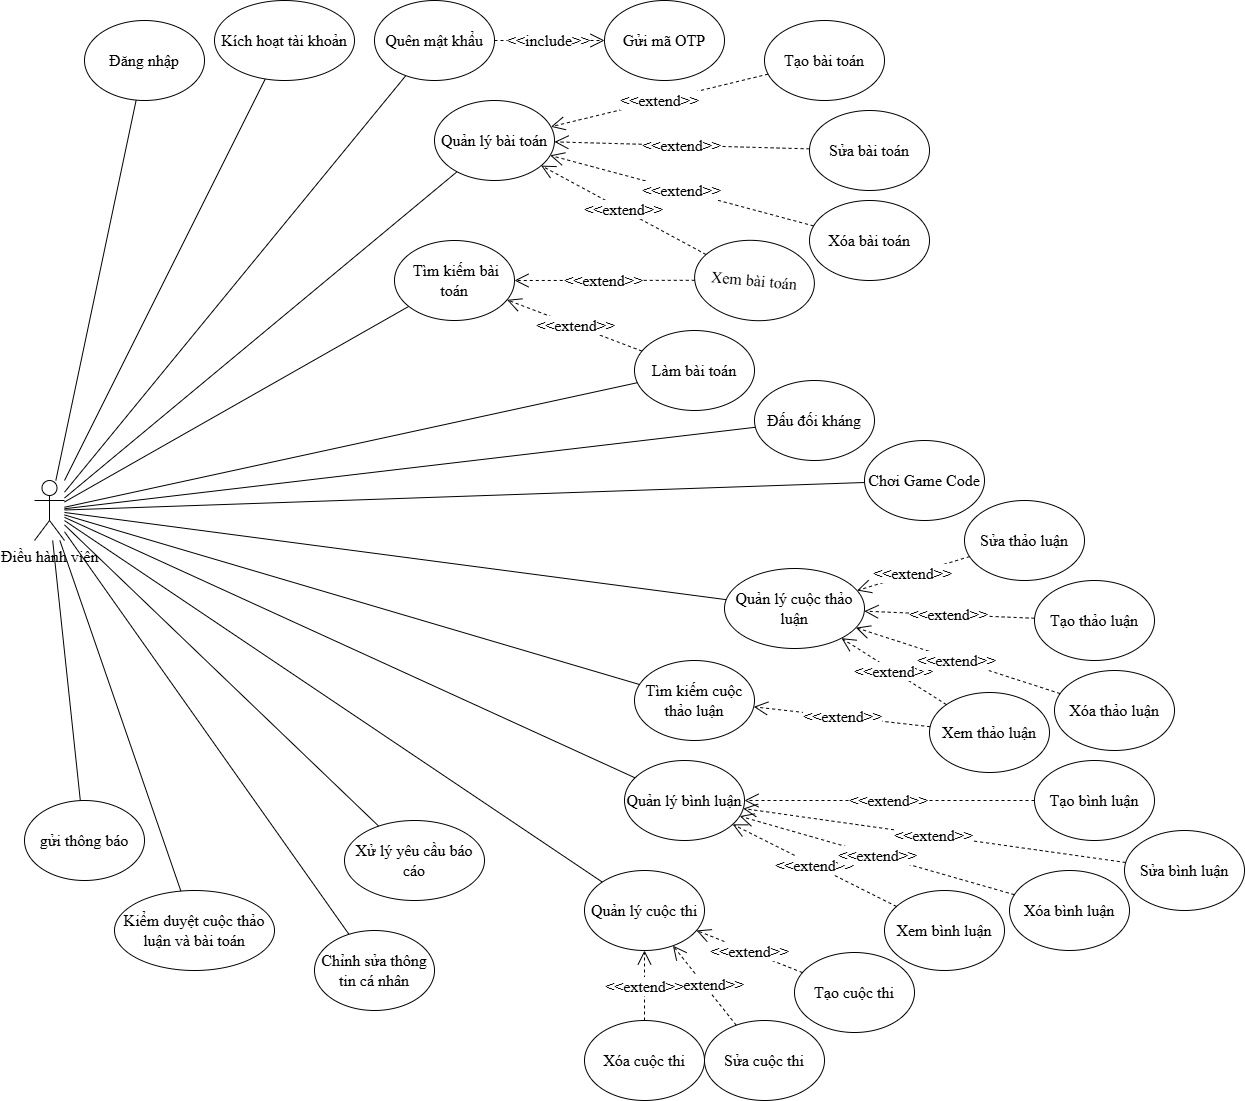 Đăng nhập
Kích hoạt tài khoản
Quên mật khẩu
<<include>>
Gửi mã OTP
Tạo bài toán
<<extend>>
Quản lý bài toán
<<extend>>
Sửa bài toán
<<extend>>
<<extend>>
Xóa bài toán
Tìm kiếm bài
toán
<<extend>>
Xem bài toán
<<extend>>
Làm bài toán
Đấu đối kháng
Chơi Game Code
Điều hành viên
Sửa thảo luận
<<extend>>
Quản lý cuộc thảo
luận
<<extend>>
Tạo thảo luận
<<extend>>
<<extend>>
Xóa thảo luận
Tìm kiếm cuộc
thảo luận
<<extend>>
Xem thảo luận
Quản lý bình luận
<<extend>>
Tạo bình luận
<<extend>>
<<extend>>
<<extend>>
Sửa bình luận
Xóa bình luận
Xem bình luận
gửi thông báo
Xử lý yêu cầu báo
cáo
Kiểm duyệt cuộc thảo
luận và bài toán
Chỉnh sửa thông
tin cá nhân
Quản lý cuộc thi
<<extend>>
<<extend>>
extend>>
Tạo cuộc thi
Xóa cuộc thi
Sửa cuộc thi